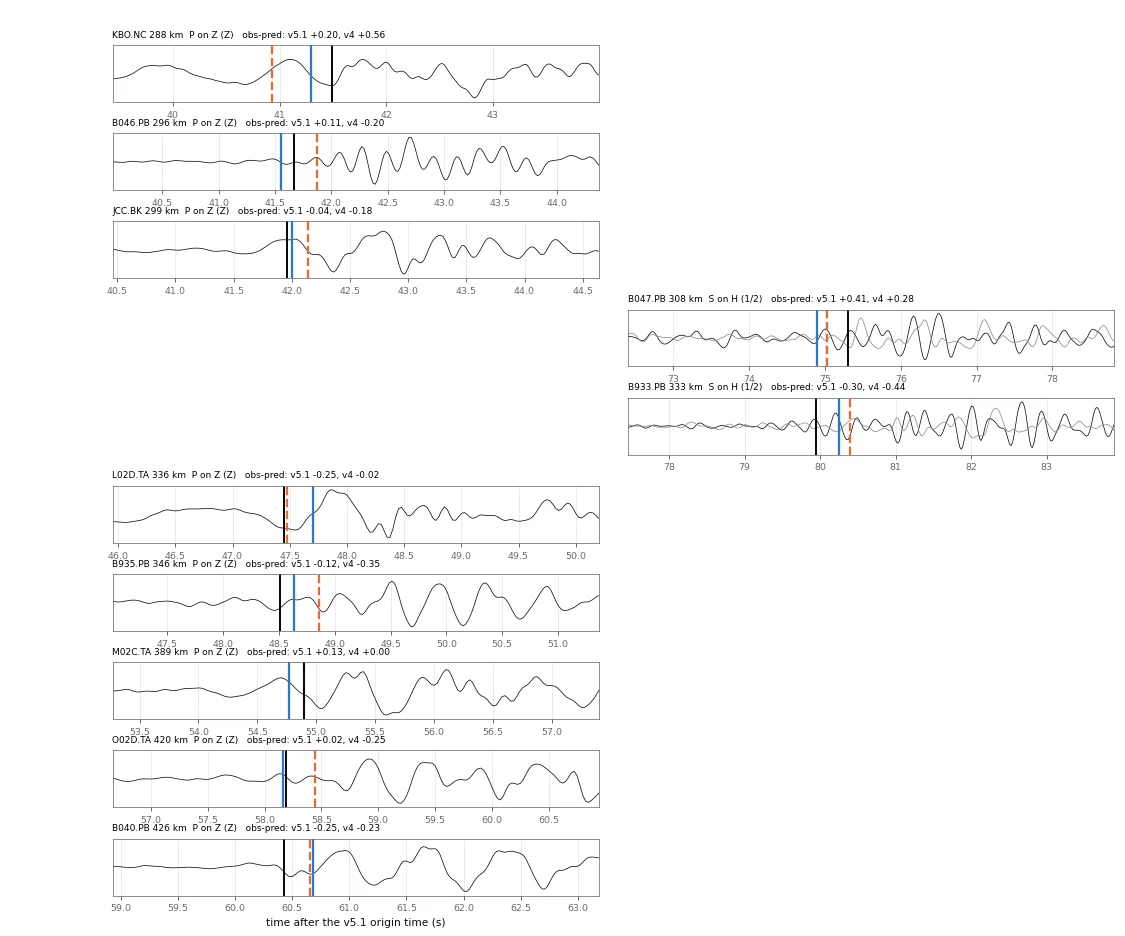 KBO.NC 288 km  P on Z (Z)   obs-pred: v5.1 +0.20, v4 +0.56
40 41 42 43
B046.PB 296 km  P on Z (Z)   obs-pred: v5.1 +0.11, v4 -0.20
40.5 41.0 41.5 42.0 42.5 43.0 43.5 44.0
JCC.BK 299 km  P on Z (Z)   obs-pred: v5.1 -0.04, v4 -0.18
40.5 41.0 41.5 42.0 42.5 43.0 43.5 44.0 44.5
B047.PB 308 km  S on H (1/2)   obs-pred: v5.1 +0.41, v4 +0.28
73 74 75 76 77 78
B933.PB 333 km  S on H (1/2)   obs-pred: v5.1 -0.30, v4 -0.44
78 79 80 81 82 83
L02D.TA 336 km  P on Z (Z)   obs-pred: v5.1 -0.25, v4 -0.02
46.0 46.5 47.0 47.5 48.0 48.5 49.0 49.5 50.0
B935.PB 346 km  P on Z (Z)   obs-pred: v5.1 -0.12, v4 -0.35
47.5 48.0 48.5 49.0 49.5 50.0 50.5 51.0
M02C.TA 389 km  P on Z (Z)   obs-pred: v5.1 +0.13, v4 +0.00
53.5 54.0 54.5 55.0 55.5 56.0 56.5 57.0
O02D.TA 420 km  P on Z (Z)   obs-pred: v5.1 +0.02, v4 -0.25
57.0 57.5 58.0 58.5 59.0 59.5 60.0 60.5
B040.PB 426 km  P on Z (Z)   obs-pred: v5.1 -0.25, v4 -0.23
59.0 59.5 60.0 60.5 61.0 61.5 62.0 62.5 63.0
time after the v5.1 origin time (s)